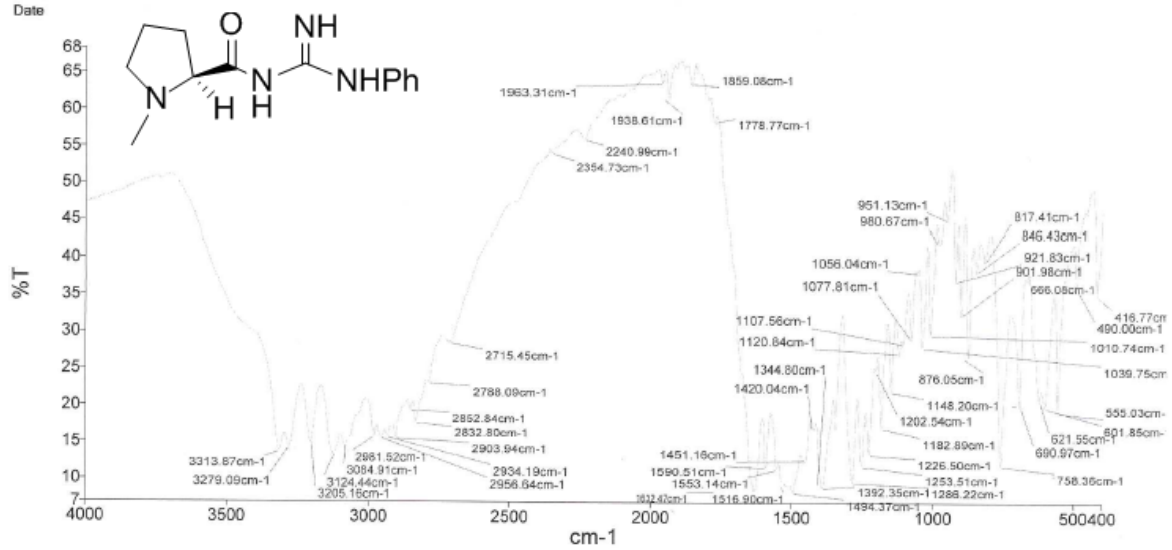 Date
O
NH
N
H
NHPh
N
H
%T
68
65
60
55
50
45
40
35
30
25
20
15
10
7
4000
3500
3000
2500
2000
1500
1000
500400
cm-1
3313.87cm-1
3279.09cm-1
3205.16cm-1
3124.44cm-1
3084.91cm-1
2981.52cm-1
2956.64cm-1
2934.19cm-1
2903.94cm-1
2832.80cm-1
2852.84cm-1
2788.09cm-1
2715.45cm-1
2354.73cm-1
2240.99cm-1
1963.31cm-1
1938.61cm-1
1859.08cm-1
1778.77cm-1
1612.47cm-1
1590.51cm-1
1553.14cm-1
1516.90cm-1
1494.37cm-1
1451.16cm-1
1420.04cm-1
1392.35cm-1
1344.80cm-1
1286.22cm-1
1253.51cm-1
1226.50cm-1
1202.54cm-1
1182.89cm-1
1148.20cm-1
1120.84cm-1
1107.56cm-1
1077.81cm-1
1056.04cm-1
1039.75cm-1
1010.74cm-1
980.67cm-1
951.13cm-1
921.83cm-1
901.98cm-1
876.05cm-1
846.43cm-1
817.41cm-1
758.36cm-1
690.97cm-1
666.08cm-1
621.55cm-1
601.85cm-1
555.03cm-1
490.00cm-1
416.77cm